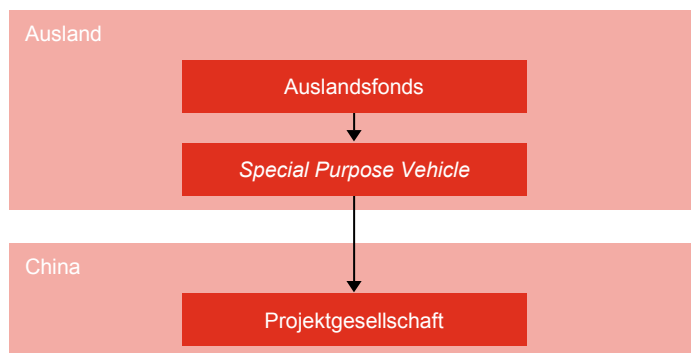 Ausland
Auslandsfonds
Special Purpose Vehicle
China
Projektgesellschaft